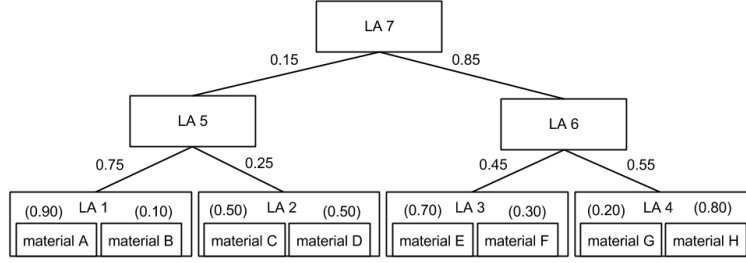 LA 7
0.15 0.85
LA 5 LA 6
0.75 0.25 0.45 0.55
(0.90) LA 1 (0.10) (0.50) LA 2 (0.50) (0.70) LA 3 (0.30) (0.20) LA 4 (0.80)
material A material B material C material D material E material F material G material H